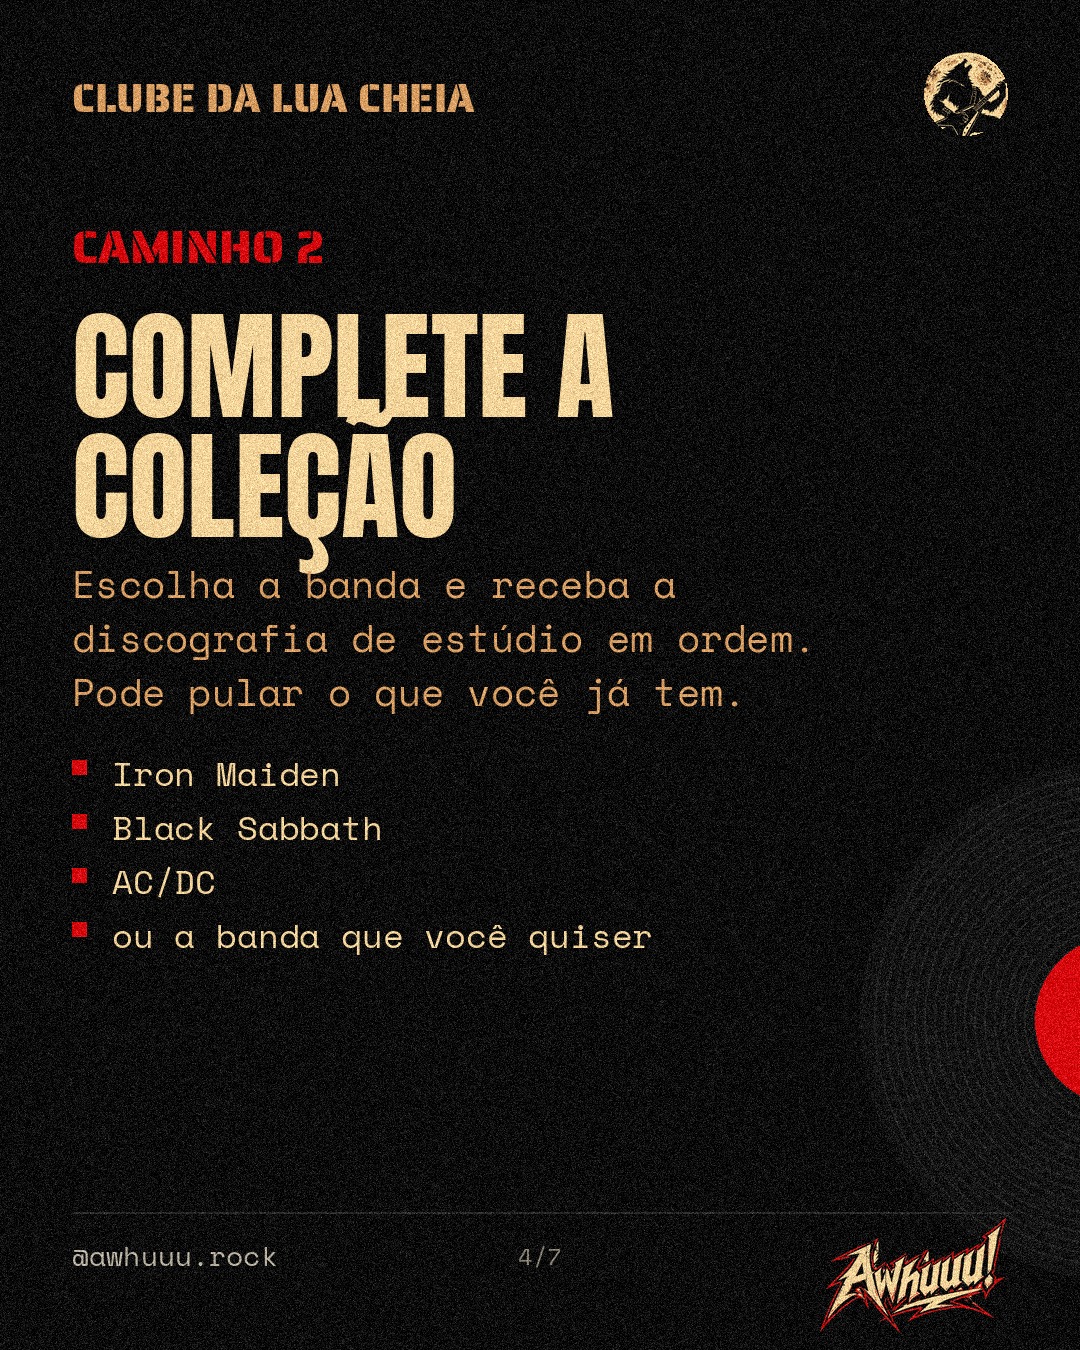 CLUBE DA LUA CHEIA
CAMINHO 2
COMPLETE A
COLEÇÃO
Escolha a banda e receba a
discografia de estúdio em ordem.
Pode pular o que você já tem.
Iron Maiden
Black Sabbath
AC/DC
ou a banda que você quiser
@awhuuu.rock
4/7
Awhuuu!